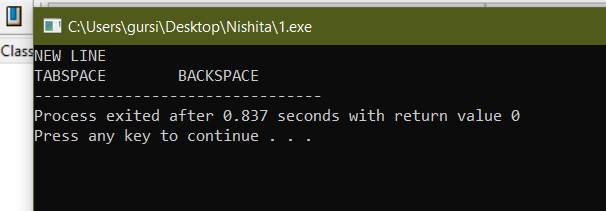 Class
C:\Users\gursi\Desktop\Nishita\1.exe
NEW LINE
TABSPACE        BACKSPACE
--------------------------------
Process exited after 0.837 seconds with return value 0
Press any key to continue . . .